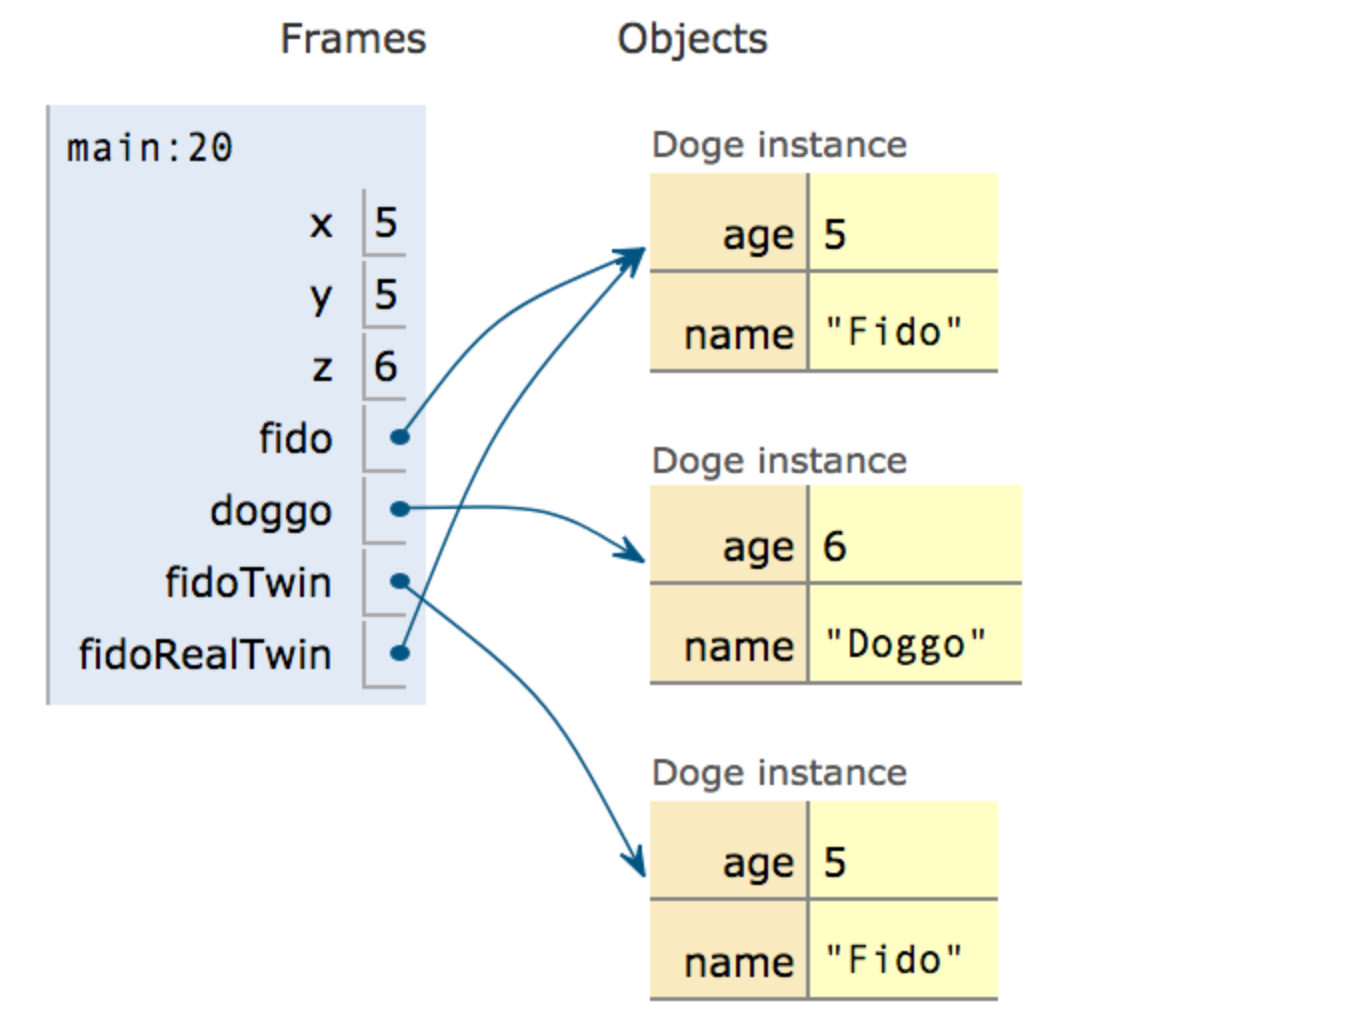 Frames
Objects
main:20
x 5
y 5
z 6
fido
doggo
fidoTwin
fidoRealTwin
Doge instance
age 5
name "Fido"
Doge instance
age 6
name "Doggo"
Doge instance
age 5
name "Fido"